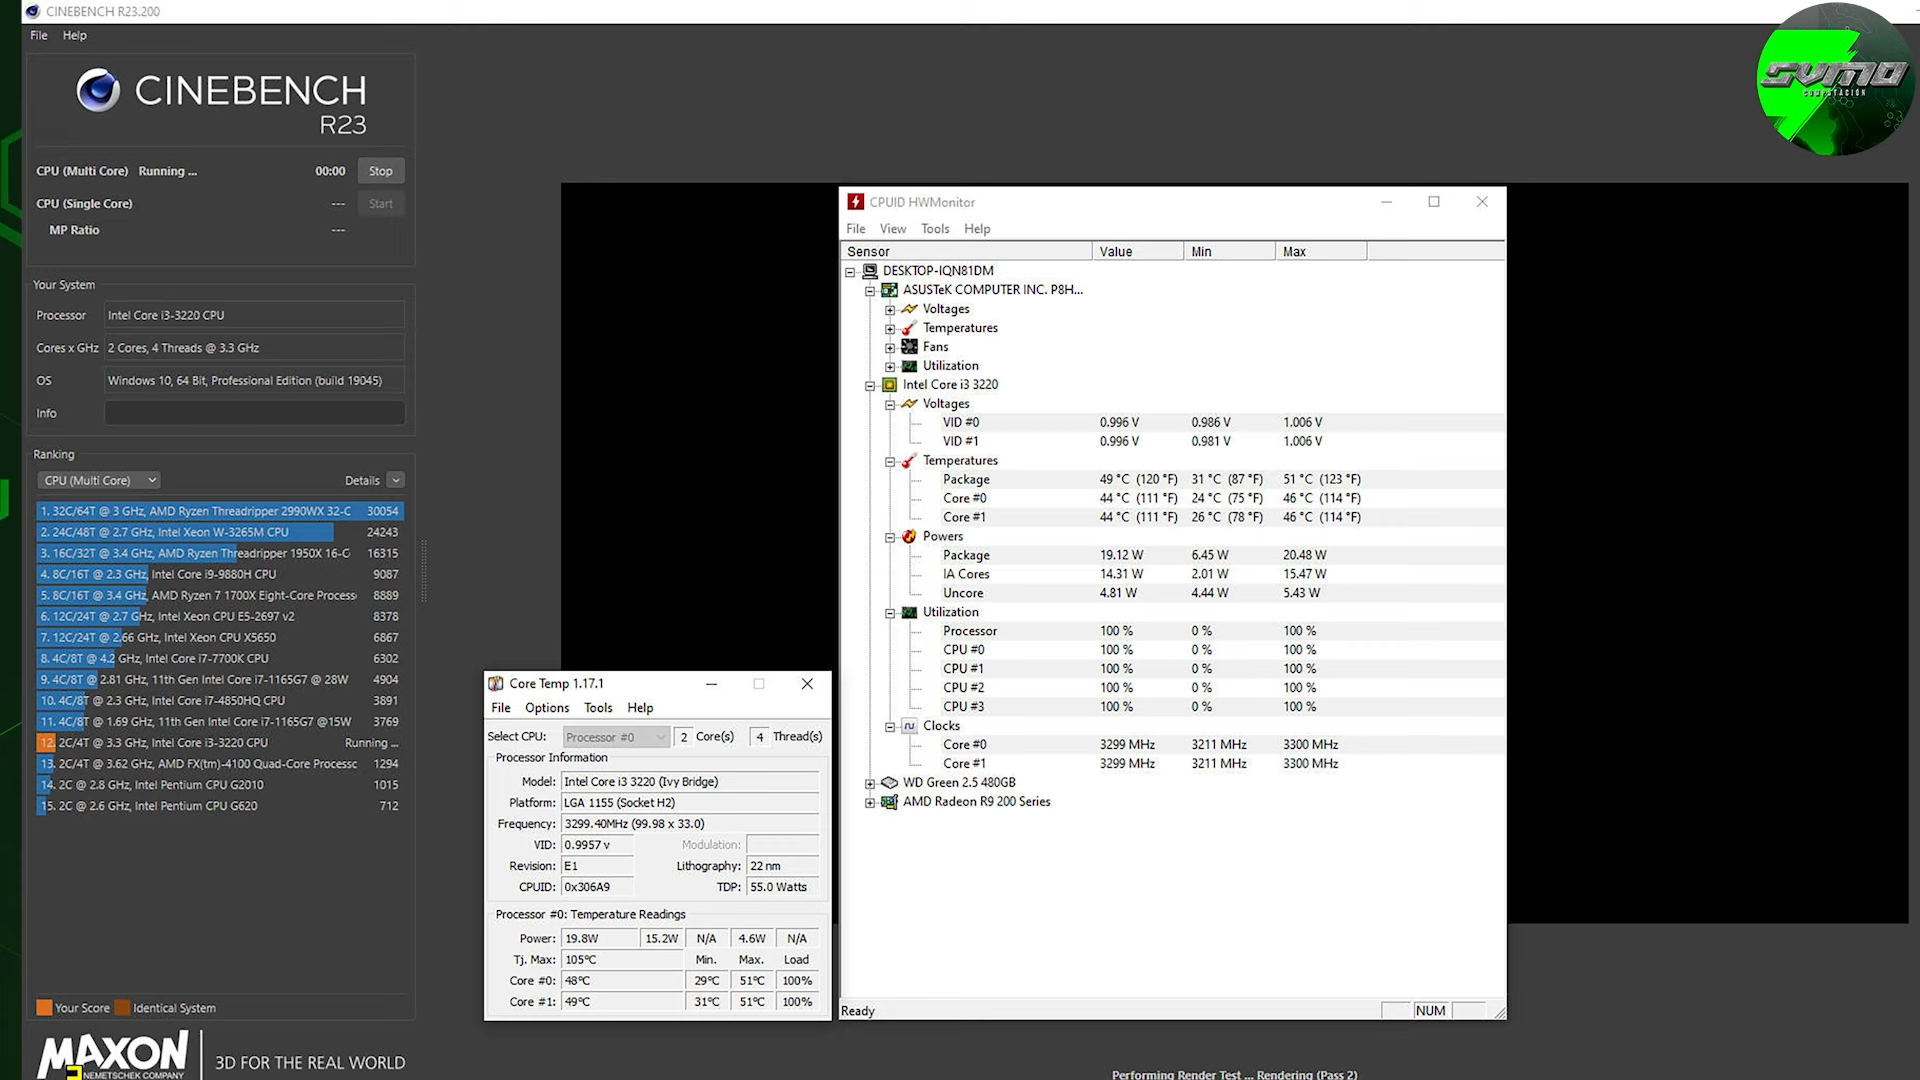 CINEBENCH R23.200
File Help
CINEBENCH
R23
CPU (Multi Core) Running ... 00:00 Stop
CPU (Single Core) --- Start
MP Ratio ---
Your System
Processor Intel Core i3-3220 CPU
Cores x GHz 2 Cores, 4 Threads @ 3.3 GHz
OS Windows 10, 64 Bit, Professional Edition (build 19045)
Info
Ranking
CPU (Multi Core) Details
1. 32C/64T @ 3 GHz, AMD Ryzen Threadripper 2990WX 32-C 30054
2. 24C/48T @ 2.7 GHz, Intel Xeon W-3265M CPU 24243
3. 16C/32T @ 3.4 GHz, AMD Ryzen Threadripper 1950X 16-C 16315
4. 8C/16T @ 2.3 GHz, Intel Core i9-9880H CPU 9087
5. 8C/16T @ 3.4 GHz, AMD Ryzen 7 1700X Eight-Core Process 8889
6. 12C/24T @ 2.7 GHz, Intel Xeon CPU E5-2697 v2 8378
7. 12C/24T @ 2.66 GHz, Intel Xeon CPU X5650 6867
8. 4C/8T @ 4.2 GHz, Intel Core i7-7700K CPU 6302
9. 4C/8T @ 2.81 GHz, 11th Gen Intel Core i7-1165G7 @ 28W 4904
10. 4C/8T @ 2.3 GHz, Intel Core i7-4850HQ CPU 3891
11. 4C/8T @ 1.69 GHz, 11th Gen Intel Core i7-1165G7 @15W 3769
12. 2C/4T @ 3.3 GHz, Intel Core i3-3220 CPU Running ...
13. 2C/4T @ 3.62 GHz, AMD FX(tm)-4100 Quad-Core Processo 1294
14. 2C @ 2.8 GHz, Intel Pentium CPU G2010 1015
15. 2C @ 2.6 GHz, Intel Pentium CPU G620 712
Your Score Identical System
MAXON 3D FOR THE REAL WORLD
NEMETSCHEK COMPANY
Core Temp 1.17.1
File Options Tools Help
Select CPU: Processor #0 2 Core(s) 4 Thread(s)
Processor Information
Model: Intel Core i3 3220 (Ivy Bridge)
Platform: LGA 1155 (Socket H2)
Frequency: 3299.40MHz (99.98 x 33.0)
VID: 0.9957 v Modulation:
Revision: E1 Lithography: 22 nm
CPUID: 0x306A9 TDP: 55.0 Watts
Processor #0: Temperature Readings
Power: 19.8W 15.2W N/A 4.6W N/A
Tj. Max: 105°C Min. Max. Load
Core #0: 48°C 29°C 51°C 100%
Core #1: 49°C 31°C 51°C 100%
CPUID HWMonitor
File View Tools Help
Sensor Value Min Max
DESKTOP-IQN81DM
ASUSTeK COMPUTER INC. P8H...
Voltages
Temperatures
Fans
Utilization
Intel Core i3 3220
Voltages
VID #0 0.996 V 0.986 V 1.006 V
VID #1 0.996 V 0.981 V 1.006 V
Temperatures
Package 49 °C (120 °F) 31 °C (87 °F) 51 °C (123 °F)
Core #0 44 °C (111 °F) 24 °C (75 °F) 46 °C (114 °F)
Core #1 44 °C (111 °F) 26 °C (78 °F) 46 °C (114 °F)
Powers
Package 19.12 W 6.45 W 20.48 W
IA Cores 14.31 W 2.01 W 15.47 W
Uncore 4.81 W 4.44 W 5.43 W
Utilization
Processor 100 % 0 % 100 %
CPU #0 100 % 0 % 100 %
CPU #1 100 % 0 % 100 %
CPU #2 100 % 0 % 100 %
CPU #3 100 % 0 % 100 %
Clocks
Core #0 3299 MHz 3211 MHz 3300 MHz
Core #1 3299 MHz 3211 MHz 3300 MHz
WD Green 2.5 480GB
AMD Radeon R9 200 Series
Ready NUM
Performing Render Test ... Rendering (Pass 2)
SVMO
COMPUTACIÓN